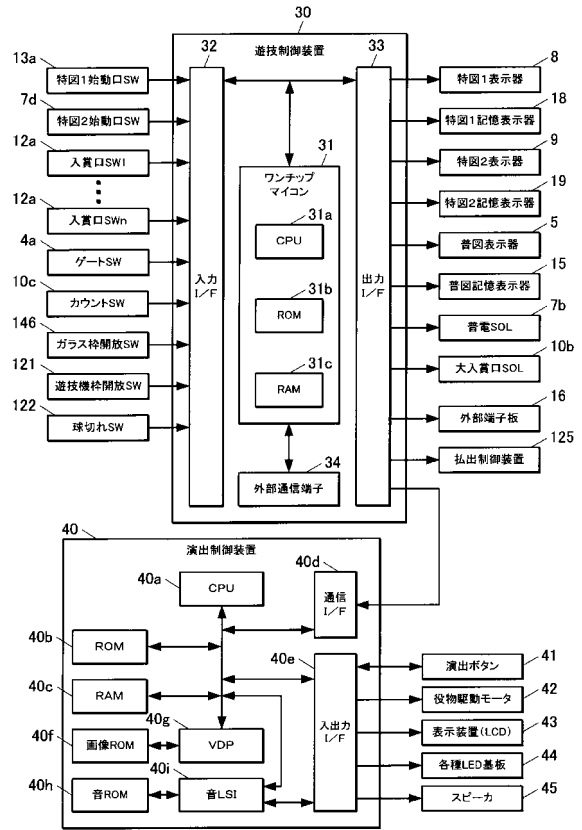 30
遊技制御装置
13a
特図1始動口SW
7d
特図2始動口SW
12a
入賞口SW1
12a
入賞口SWn
4a
ゲートSW
10c
カウントSW
146
ガラス枠開放SW
121
遊技機枠開放SW
122
球切れSW
32
入力
I/F
31
ワンチップ
マイコン
31a
CPU
31b
ROM
31c
RAM
34
外部通信端子
33
出力
I/F
8
特図1表示器
18
特図1記憶表示器
9
特図2表示器
19
特図2記憶表示器
5
普図表示器
15
普図記憶表示器
7b
普電SOL
10b
大入賞口SOL
16
外部端子板
125
払出制御装置
40
演出制御装置
40a
CPU
40b
ROM
40c
RAM
40f
画像ROM
40g
VDP
40h
音ROM
40i
音LSI
40d
通信
I/F
40e
入出力
I/F
41
演出ボタン
42
役物駆動モータ
43
表示装置(LCD)
44
各種LED基板
45
スピーカ